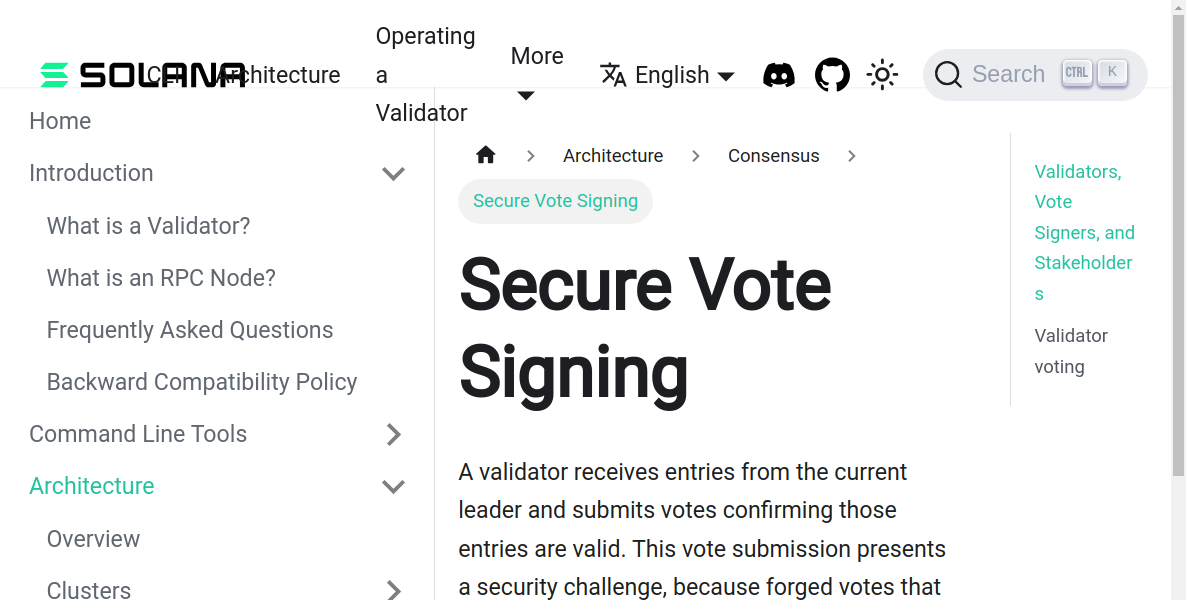 SOLANA
CLI
Architecture
Operating
a
Validator
More
English
Search
CTRL
K
Home
Introduction
What is a Validator?
What is an RPC Node?
Frequently Asked Questions
Backward Compatibility Policy
Command Line Tools
Architecture
Overview
Clusters
Architecture
Consensus
Secure Vote Signing
Secure Vote
Signing
A validator receives entries from the current
leader and submits votes confirming those
entries are valid. This vote submission presents
a security challenge, because forged votes that
Validators,
Vote
Signers, and
Stakeholder
s
Validator
voting